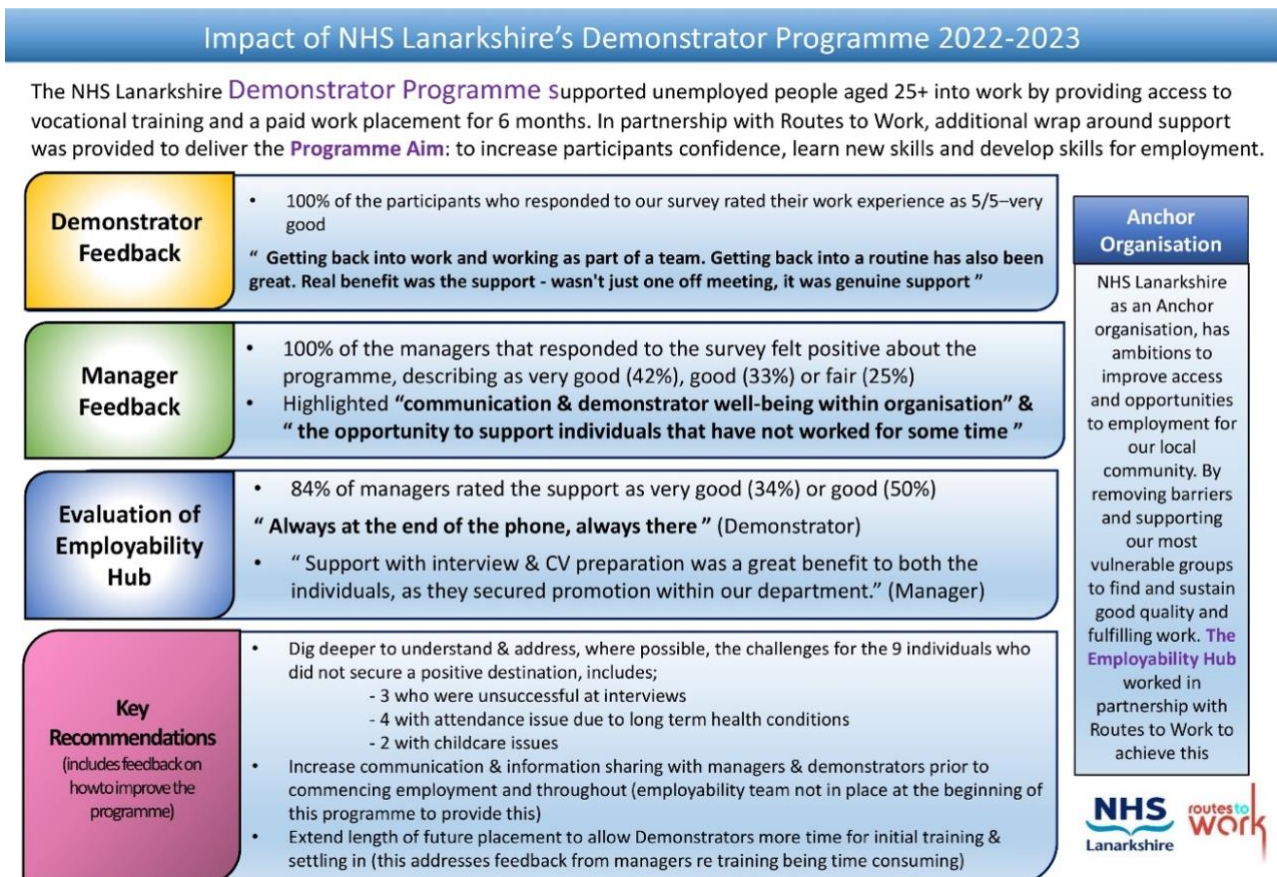 Impact of NHS Lanarkshire's Demonstrator Programme 2022-2023
The NHS Lanarkshire Demonstrator Programme supported unemployed people aged 25+ into work by providing access to
vocational training and a paid work placement for 6 months. In partnership with Routes to Work, additional wrap around support
was provided to deliver the Programme Aim: to increase participants confidence, learn new skills and develop skills for employment.
Demonstrator
Feedback
• 100% of the participants who responded to our survey rated their work experience as 5/5–very
good
" Getting back into work and working as part of a team. Getting back into a routine has also been
great. Real benefit was the support - wasn't just one off meeting, it was genuine support "
Manager
Feedback
• 100% of the managers that responded to the survey felt positive about the
programme, describing as very good (42%), good (33%) or fair (25%)
• Highlighted "communication & demonstrator well-being within organisation" &
" the opportunity to support individuals that have not worked for some time "
Evaluation of
Employability
Hub
• 84% of managers rated the support as very good (34%) or good (50%)
" Always at the end of the phone, always there " (Demonstrator)
• " Support with interview & CV preparation was a great benefit to both the
individuals, as they secured promotion within our department." (Manager)
Key
Recommendations
(includes feedback on
howto improve the
programme)
• Dig deeper to understand & address, where possible, the challenges for the 9 individuals who
did not secure a positive destination, includes;
- 3 who were unsuccessful at interviews
- 4 with attendance issue due to long term health conditions
- 2 with childcare issues
• Increase communication & information sharing with managers & demonstrators prior to
commencing employment and throughout (employability team not in place at the beginning of
this programme to provide this)
• Extend length of future placement to allow Demonstrators more time for initial training &
settling in (this addresses feedback from managers re training being time consuming)
Anchor
Organisation
NHS Lanarkshire
as an Anchor
organisation, has
ambitions to
improve access
and opportunities
to employment for
our local
community. By
removing barriers
and supporting
our most
vulnerable groups
to find and sustain
good quality and
fulfilling work. The
Employability Hub
worked in
partnership with
Routes to Work to
achieve this
NHS
Lanarkshire
routes to
work